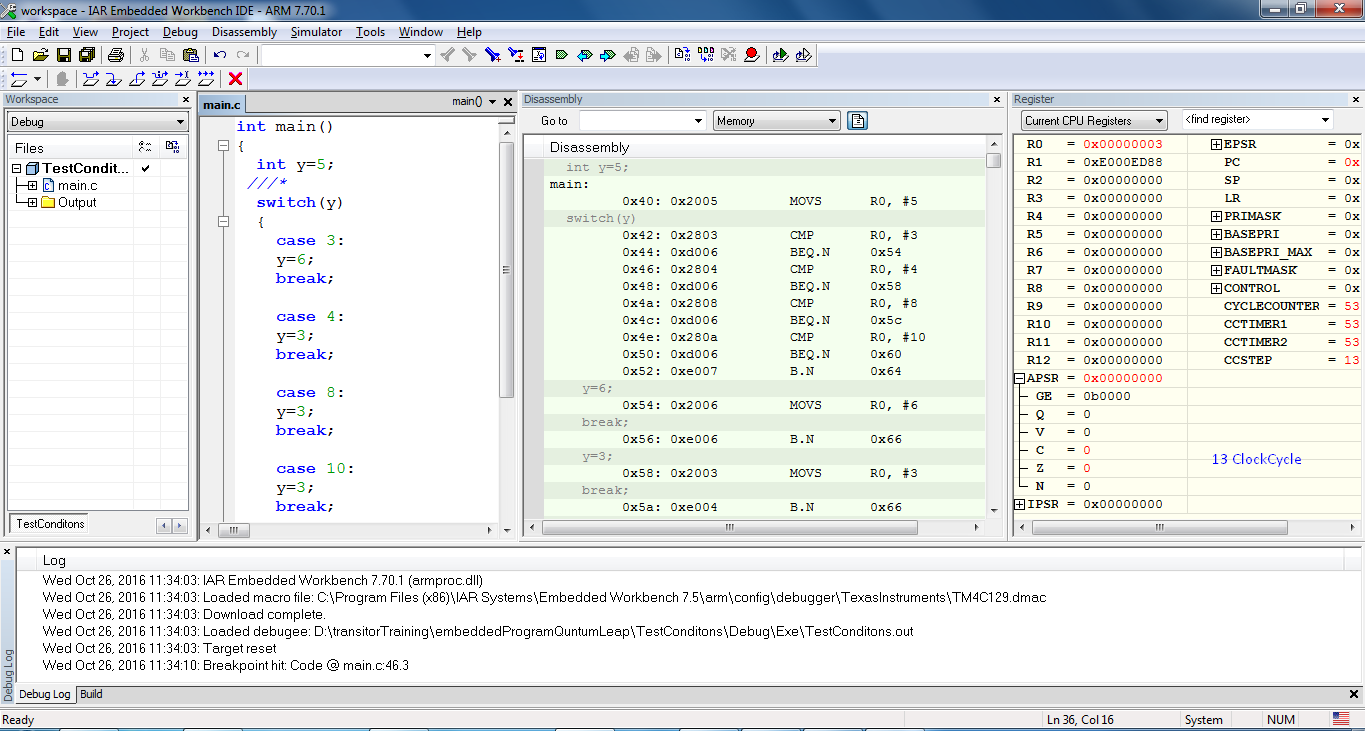 workspace - IAR Embedded Workbench IDE - ARM 7.70.1
File Edit View Project Debug Disassembly Simulator Tools Window Help
Workspace
Debug
Files
TestCondit...
main.c
Output
TestConditons
main.c
main()
int main()
{
int y=5;
///*
switch(y)
{
case 3:
y=6;
break;
case 4:
y=3;
break;
case 8:
y=3;
break;
case 10:
y=3;
break;
Disassembly
Go to
Memory
Disassembly
int y=5;
main:
0x40: 0x2005 MOVS R0, #5
switch(y)
0x42: 0x2803 CMP R0, #3
0x44: 0xd006 BEQ.N 0x54
0x46: 0x2804 CMP R0, #4
0x48: 0xd006 BEQ.N 0x58
0x4a: 0x2808 CMP R0, #8
0x4c: 0xd006 BEQ.N 0x5c
0x4e: 0x280a CMP R0, #10
0x50: 0xd006 BEQ.N 0x60
0x52: 0xe007 B.N 0x64
y=6;
0x54: 0x2006 MOVS R0, #6
break;
0x56: 0xe006 B.N 0x66
y=3;
0x58: 0x2003 MOVS R0, #3
break;
0x5a: 0xe004 B.N 0x66
Register
Current CPU Registers
<find register>
R0 = 0x00000003
R1 = 0xE000ED88
R2 = 0x00000000
R3 = 0x00000000
R4 = 0x00000000
R5 = 0x00000000
R6 = 0x00000000
R7 = 0x00000000
R8 = 0x00000000
R9 = 0x00000000
R10 = 0x00000000
R11 = 0x00000000
R12 = 0x00000000
APSR = 0x00000000
GE = 0b0000
Q = 0
V = 0
C = 0
Z = 0
N = 0
IPSR = 0x00000000
EPSR = 0x
PC = 0x
SP = 0x
LR = 0x
PRIMASK = 0x
BASEPRI = 0x
BASEPRI_MAX = 0x
FAULTMASK = 0x
CONTROL = 0x
CYCLECOUNTER = 53
CCTIMER1 = 53
CCTIMER2 = 53
CCSTEP = 13
13 ClockCycle
Log
Wed Oct 26, 2016 11:34:03: IAR Embedded Workbench 7.70.1 (armproc.dll)
Wed Oct 26, 2016 11:34:03: Loaded macro file: C:\Program Files (x86)\IAR Systems\Embedded Workbench 7.5\arm\config\debugger\TexasInstruments\TM4C129.dmac
Wed Oct 26, 2016 11:34:03: Download complete.
Wed Oct 26, 2016 11:34:03: Loaded debugee: D:\transitorTraining\embeddedProgramQuntumLeap\TestConditons\Debug\Exe\TestConditons.out
Wed Oct 26, 2016 11:34:03: Target reset
Wed Oct 26, 2016 11:34:10: Breakpoint hit: Code @ main.c:46.3
Debug Log
Debug Log Build
Ready
Ln 36, Col 16
System
NUM